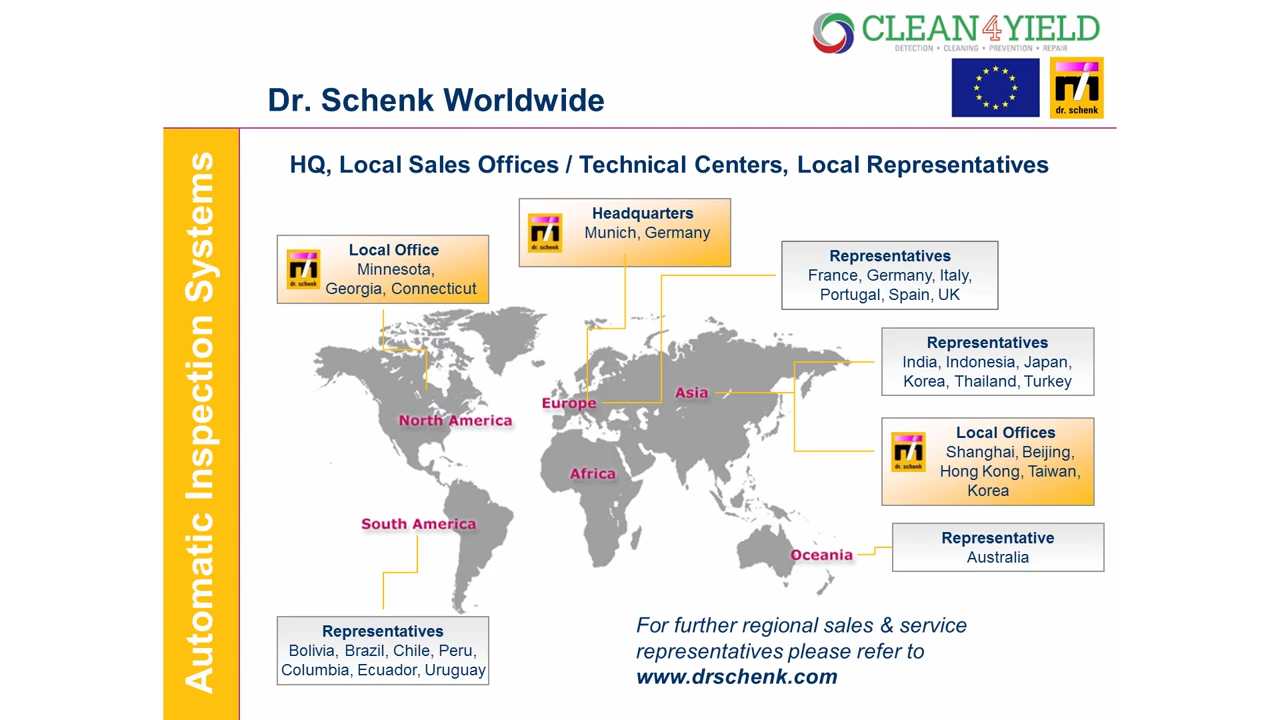 CLEAN4YIELD
DETECTION • CLEANING • PREVENTION • REPAIR
dr. schenk
Dr. Schenk Worldwide
Automatic Inspection Systems
HQ, Local Sales Offices / Technical Centers, Local Representatives
dr. schenk
Headquarters
Munich, Germany
dr. schenk
Local Office
Minnesota,
Georgia, Connecticut
Representatives
France, Germany, Italy,
Portugal, Spain, UK
Representatives
India, Indonesia, Japan,
Korea, Thailand, Turkey
Asia
Europe
North America
dr. schenk
Local Offices
Shanghai, Beijing,
Hong Kong, Taiwan,
Korea
Africa
South America
Oceania
Representative
Australia
Representatives
Bolivia, Brazil, Chile, Peru,
Columbia, Ecuador, Uruguay
For further regional sales & service
representatives please refer to
www.drschenk.com